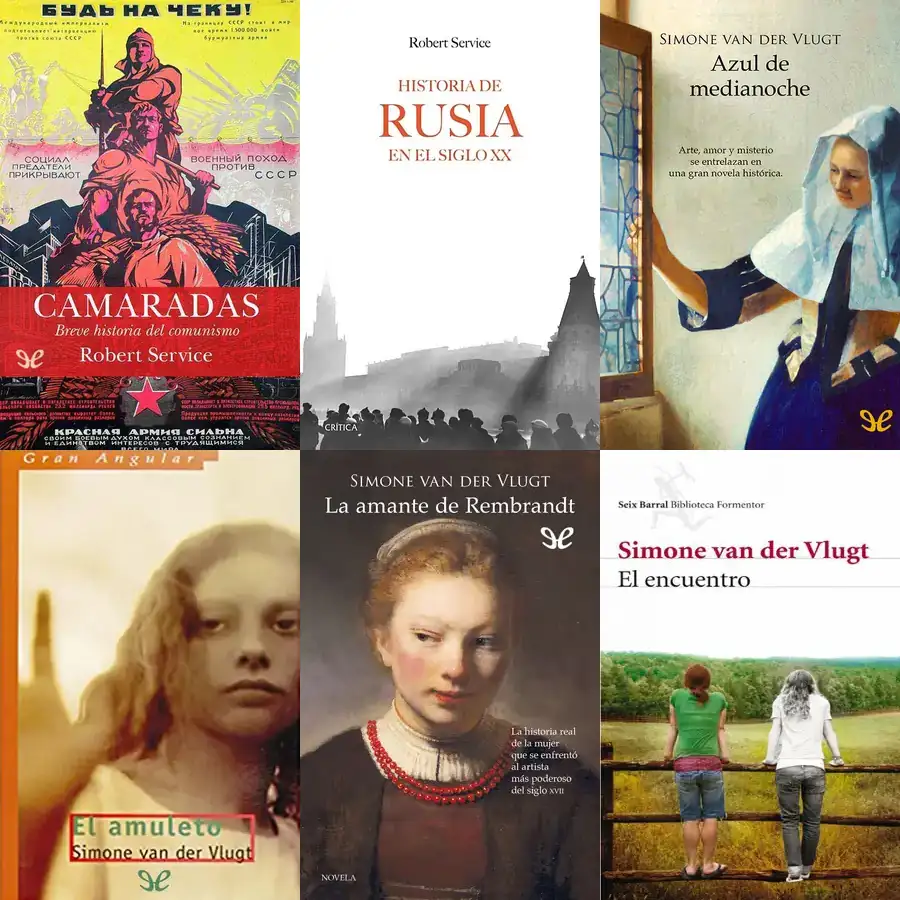 БУДЬ НА ЧЕКУ!
СОЦИАЛ
ПРЕДАТЕЛИ
ПРИКРЫВАЮТ
ВОЕННЫЙ ПОХОД
ПРОТИВ
СССР
CAMARADAS
Breve historia del comunismo
Robert Service
КРАСНАЯ АРМИЯ СИЛЬНА
СВОИМ БОЕВЫМ ДУХОМ КЛАССОВЫМ СОЗНАНИЕМ
И ЕДИНСТВОМ ИНТЕРЕСОВ С ТРУДЯЩИМИСЯ
ВСЕГО МИРА
Robert Service
HISTORIA DE
RUSIA
EN EL SIGLO XX
CRÍTICA
SIMONE VAN DER VLUGT
Azul de
medianoche
Arte, amor y misterio
se entrelazan en
una gran novela histórica.
Gran Angular
El amuleto
Simone van der Vlugt
SIMONE VAN DER VLUGT
La amante de Rembrandt
La historia real
de la mujer
que se enfrentó
al artista
más poderoso
del siglo XVII
NOVELA
Seix Barral Biblioteca Formentor
Simone van der Vlugt
El encuentro